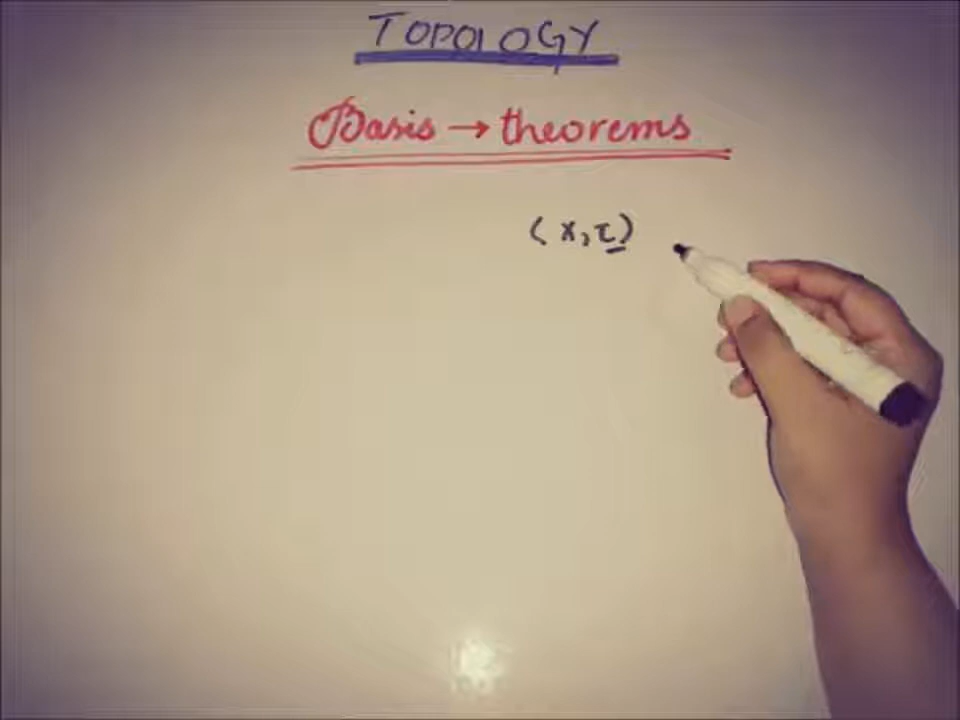 TOPOLOGY
Basis → theorems
(X, τ)